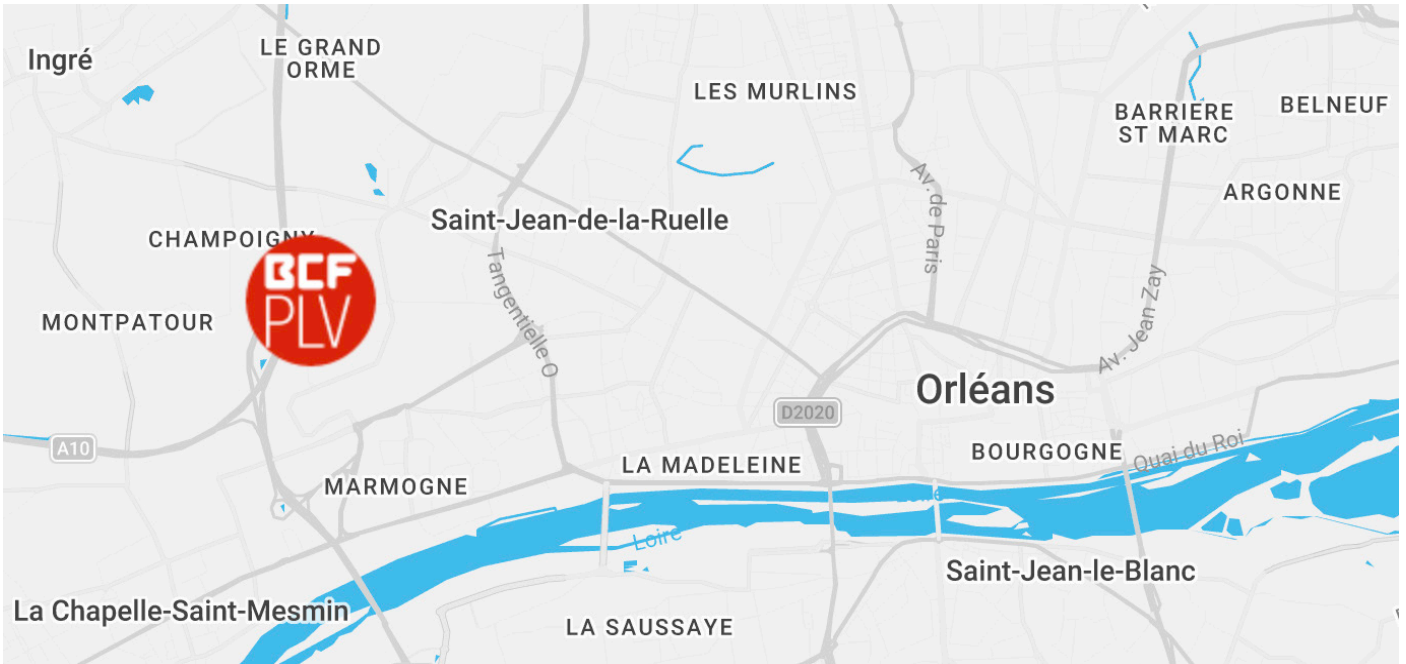 LE GRAND
ORME
Ingré
LES MURLINS
BARRIERE
ST MARC
BELNEUF
Av. de Paris
ARGONNE
Saint-Jean-de-la-Ruelle
CHAMPOIGNY
BCF
PLV
Tangentielle O
Av. Jean Zay
MONTPATOUR
Orléans
D2020
A10
BOURGOGNE
Quai du Roi
LA MADELEINE
MARMOGNE
Loire
Loire
Saint-Jean-le-Blanc
La Chapelle-Saint-Mesmin
LA SAUSSAYE